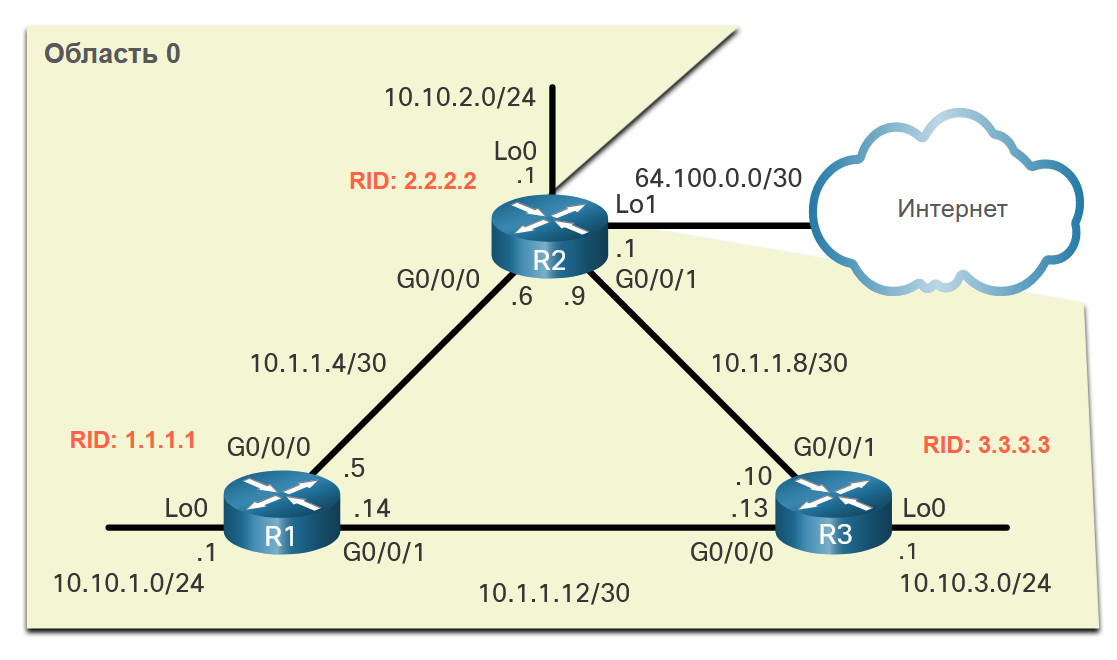 Область 0
10.10.2.0/24
Lo0
.1
RID: 2.2.2.2
64.100.0.0/30
Lo1
Интернет
R2
.1
G0/0/0
.6
.9
G0/0/1
10.1.1.4/30
10.1.1.8/30
RID: 1.1.1.1
G0/0/0
.5
G0/0/1
RID: 3.3.3.3
.10
Lo0
.14
.13
Lo0
R1
R3
.1
G0/0/1
G0/0/0
.1
10.10.1.0/24
10.1.1.12/30
10.10.3.0/24